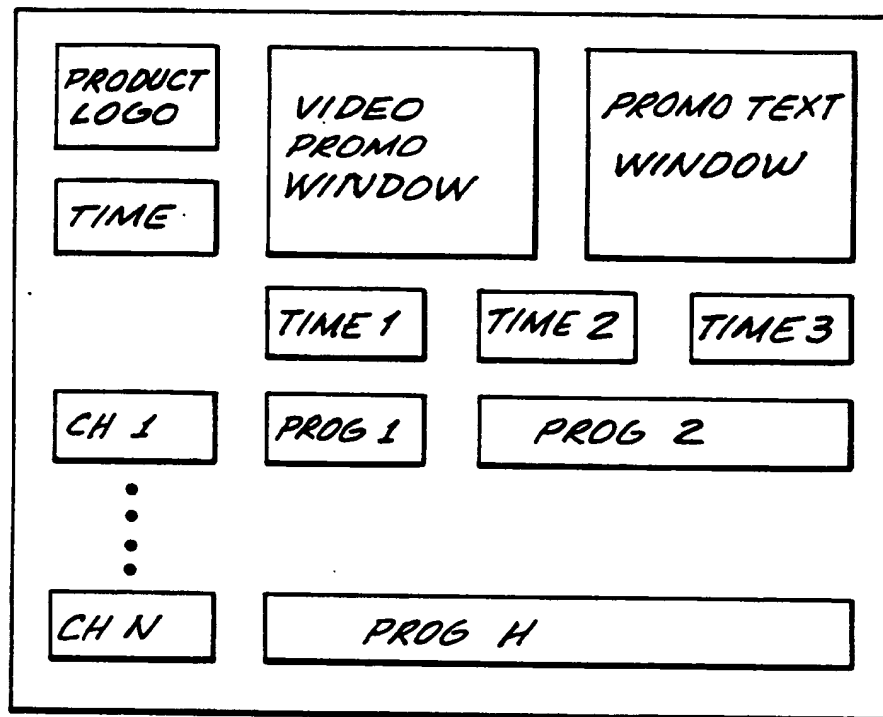 PRODUCT
LOGO
VIDEO
PROMO
WINDOW
PROMO TEXT
WINDOW
TIME
TIME 1
TIME 2
TIME 3
CH 1
PROG 1
PROG 2
CH N
PROG H